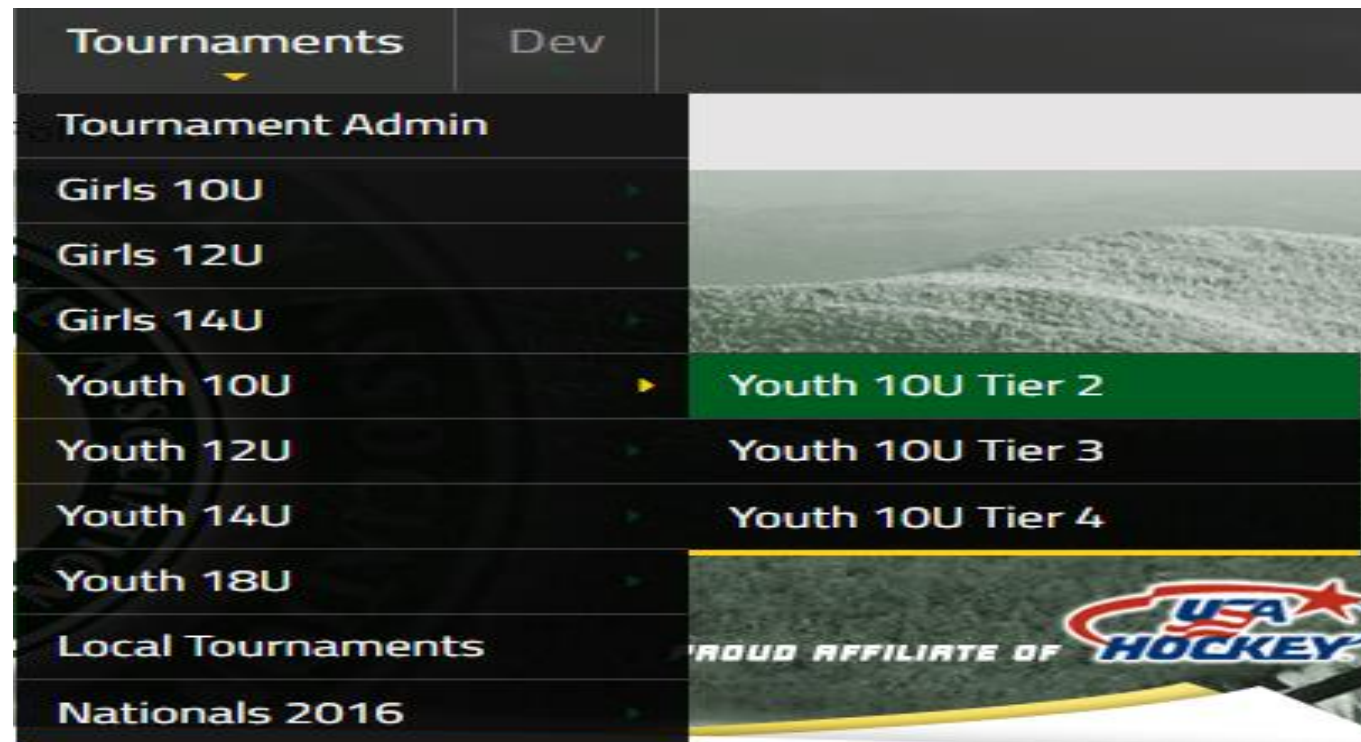 Tournaments
Dev
Tournament Admin
Girls 10U
Girls 12U
Girls 14U
Youth 10U
Youth 10U Tier 2
Youth 12U
Youth 10U Tier 3
Youth 14U
Youth 10U Tier 4
Youth 18U
Local Tournaments
Nationals 2016
PROUD AFFILIATE OF
USA
HOCKEY